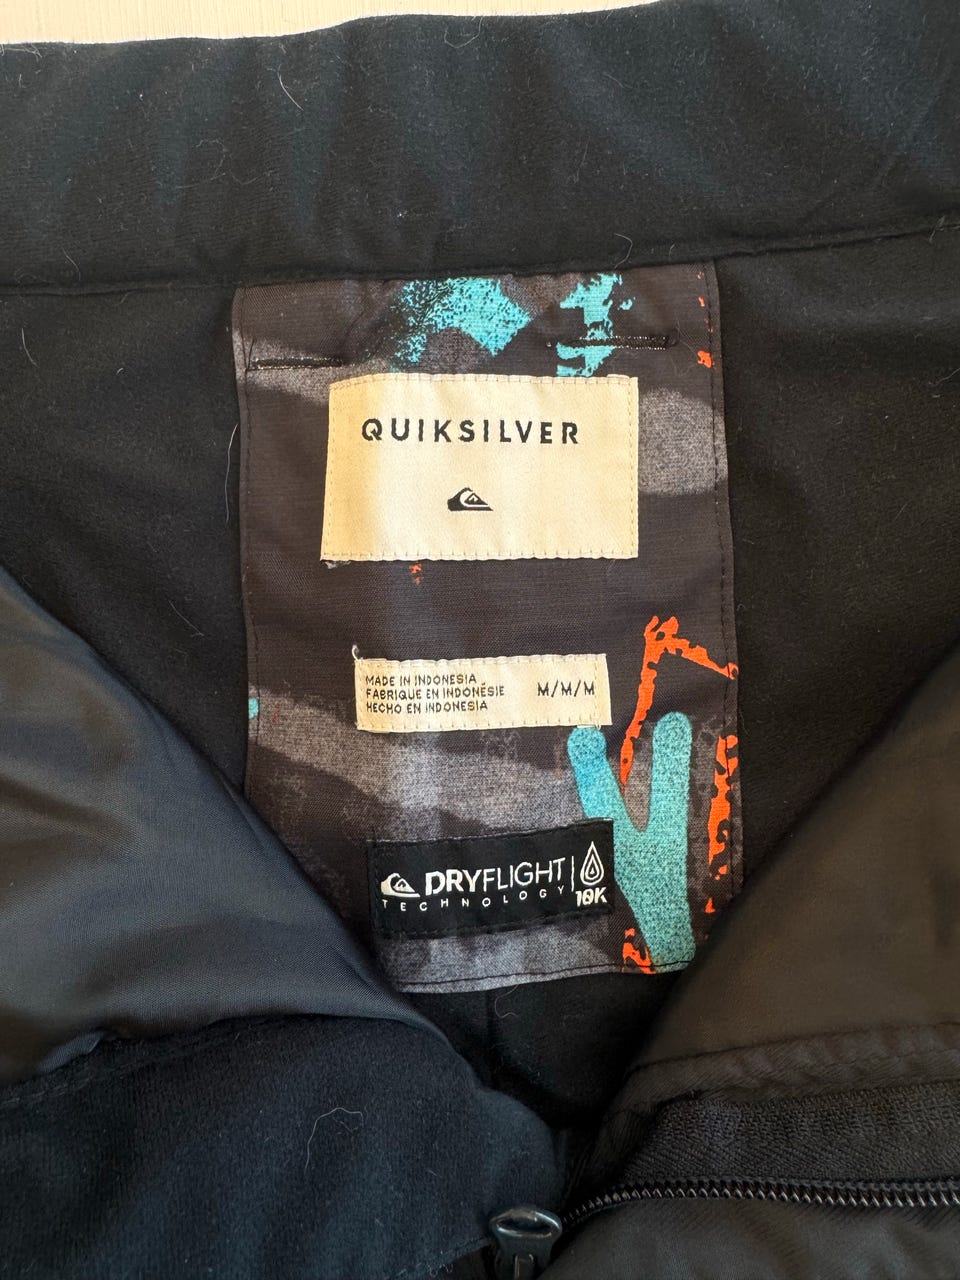 QUIKSILVER
MADE IN INDONESIA
FABRIQUE EN INDONÉSIE
HECHO EN INDONESIA
M/M/M
DRYFLIGHT
TECHNOLOGY
10K